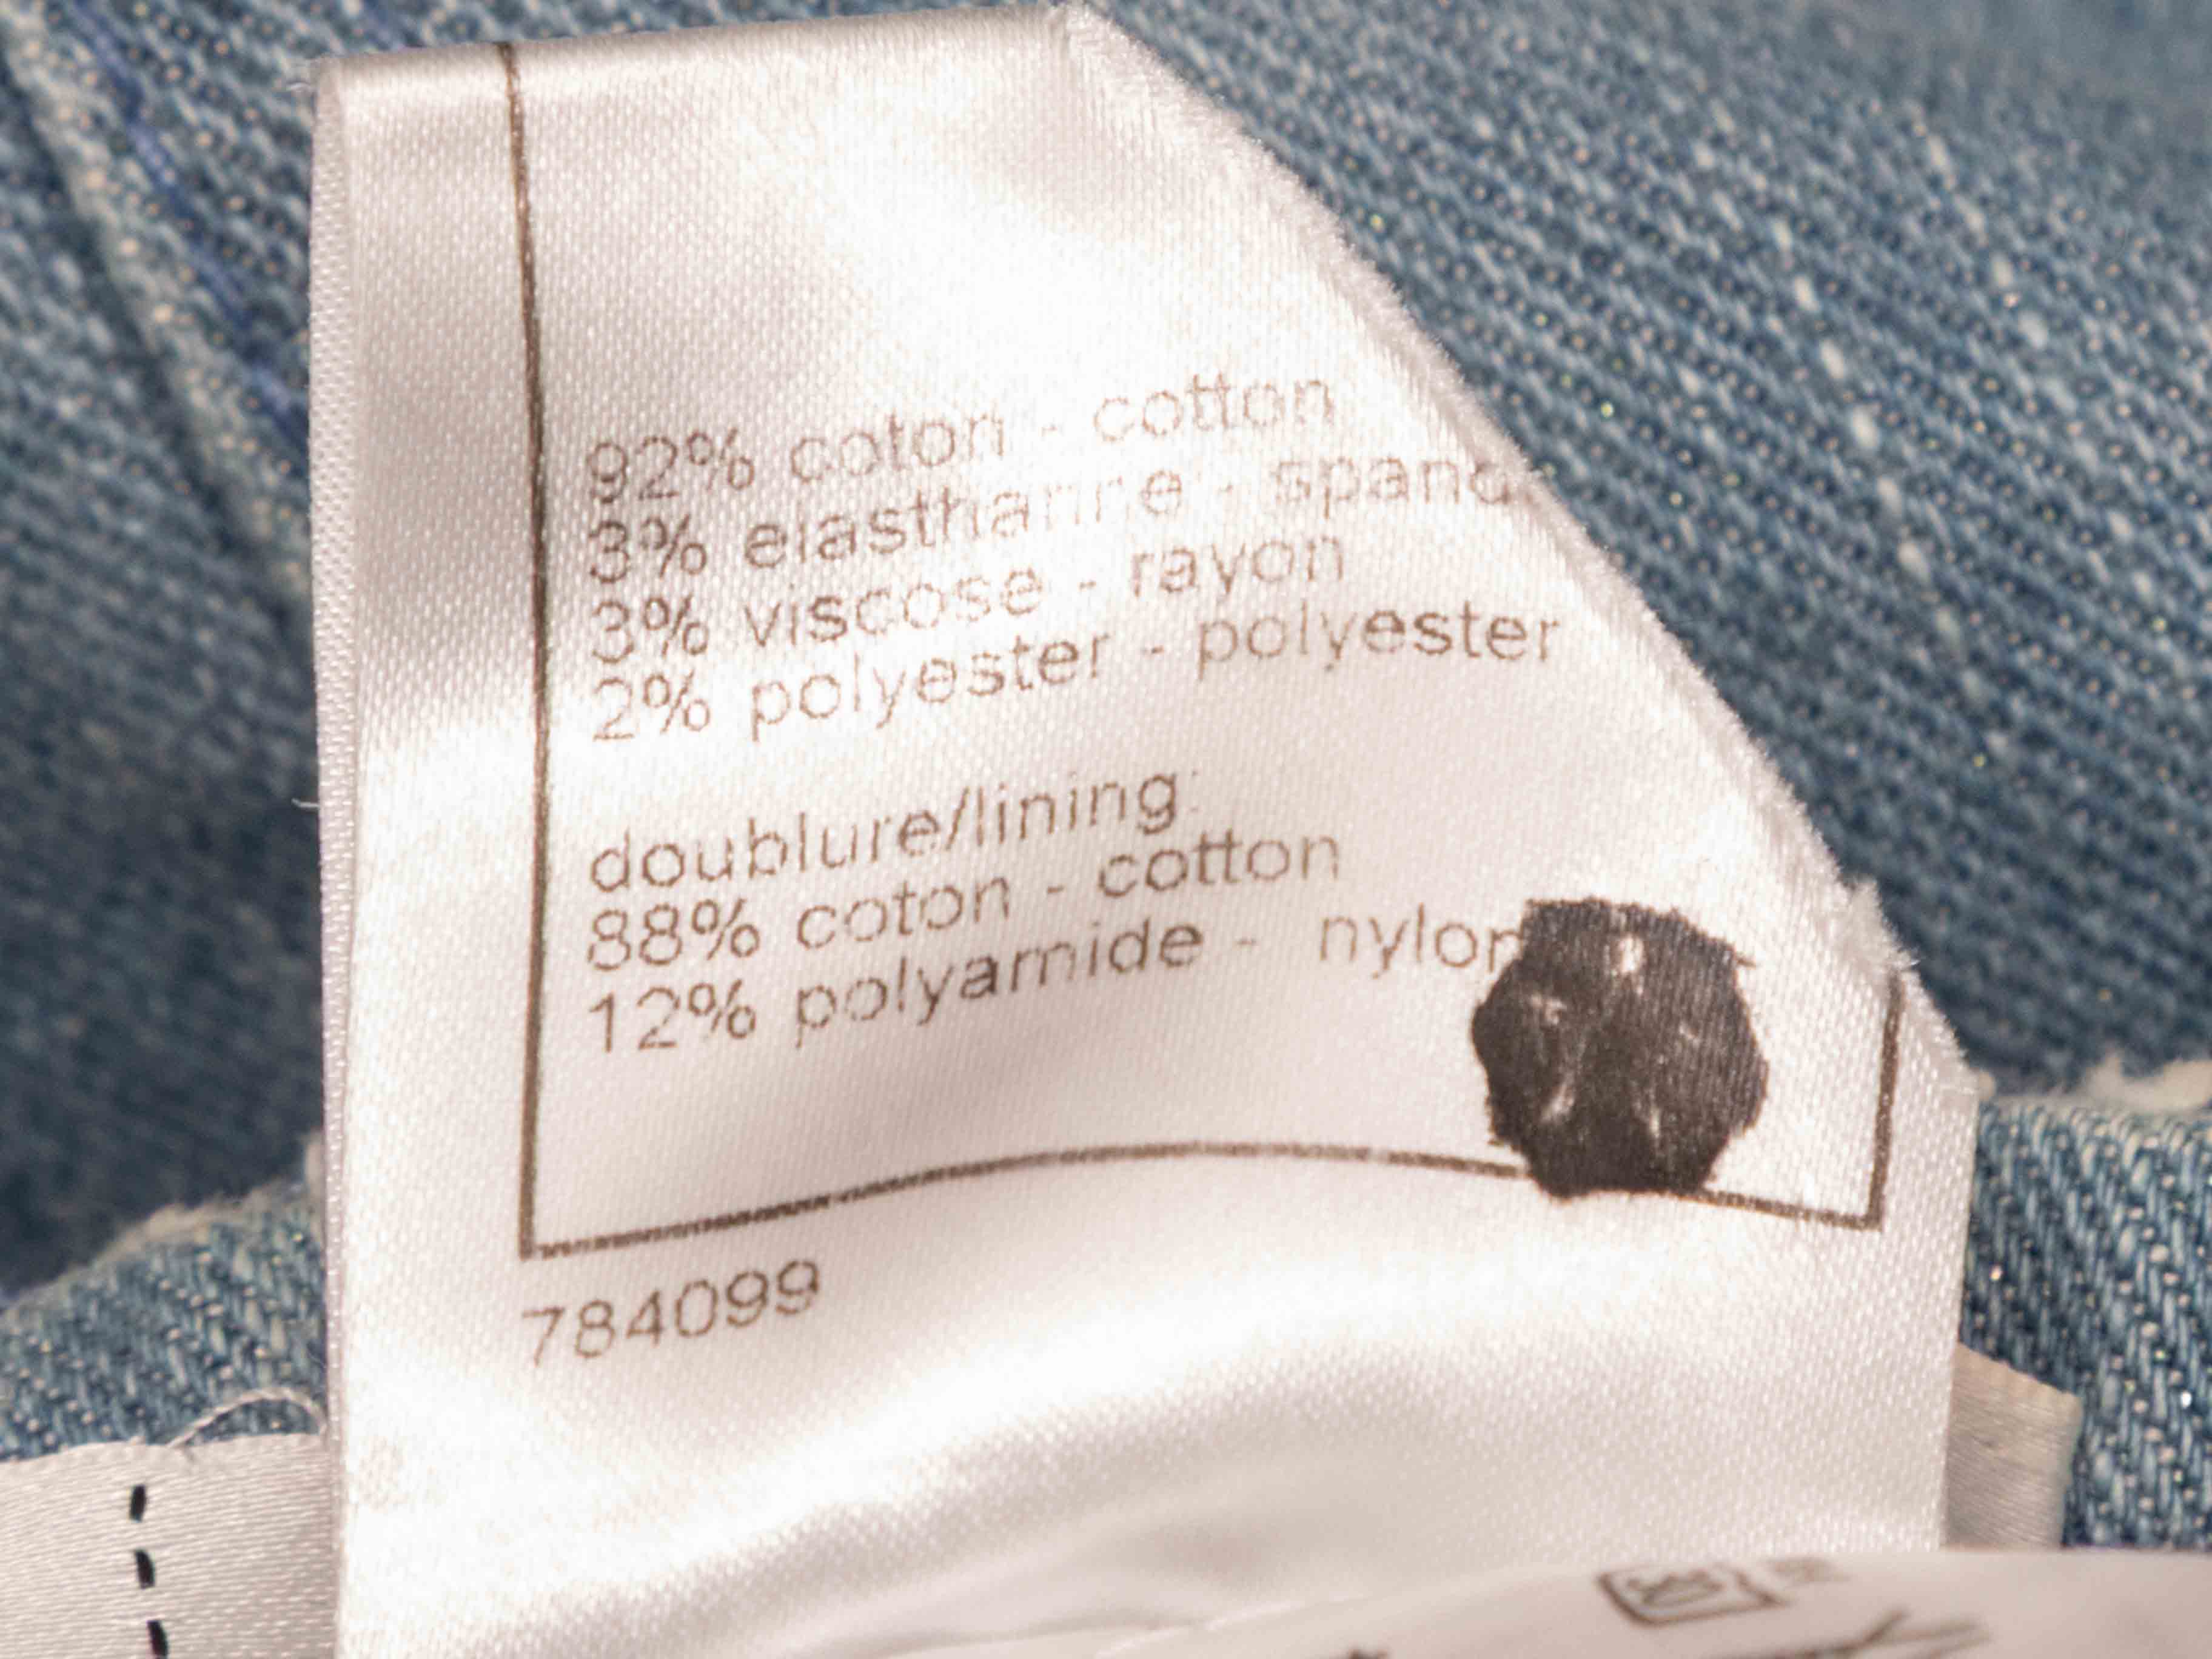 92% coton - cotton
3% elasthanne - spand
3% viscose - rayon
2% polyester - polyester
doublure/lining:
88% coton - cotton
12% polyamide - nylon
784099